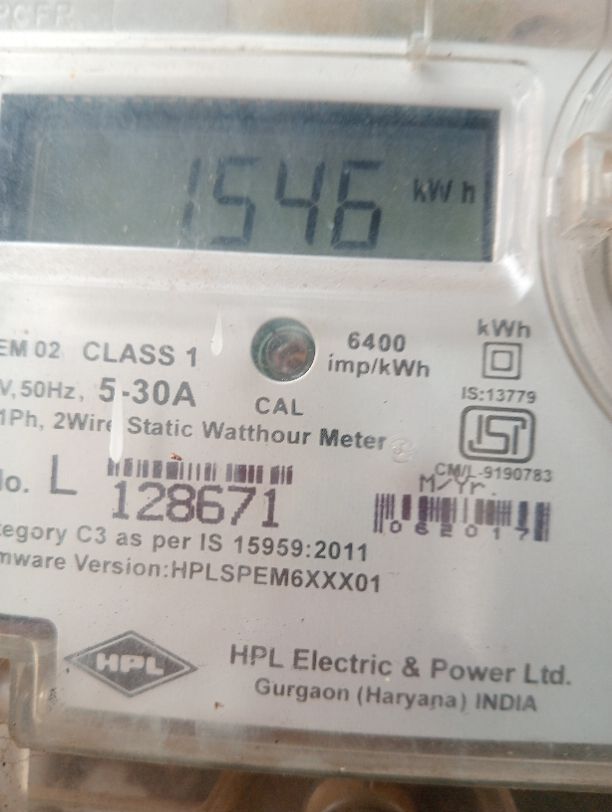 1546 kWh
EM 02 CLASS 1
6400
imp/kWh
kWh
V, 50Hz, 5-30A
CAL
IS:13779
1Ph, 2Wire Static Watthour Meter
ISI
CM/L-9190783
No. L 128671
M/Yr.
062017
tegory C3 as per IS 15959:2011
mware Version:HPLSPEM6XXX01
HPL
HPL Electric & Power Ltd.
Gurgaon (Haryana) INDIA